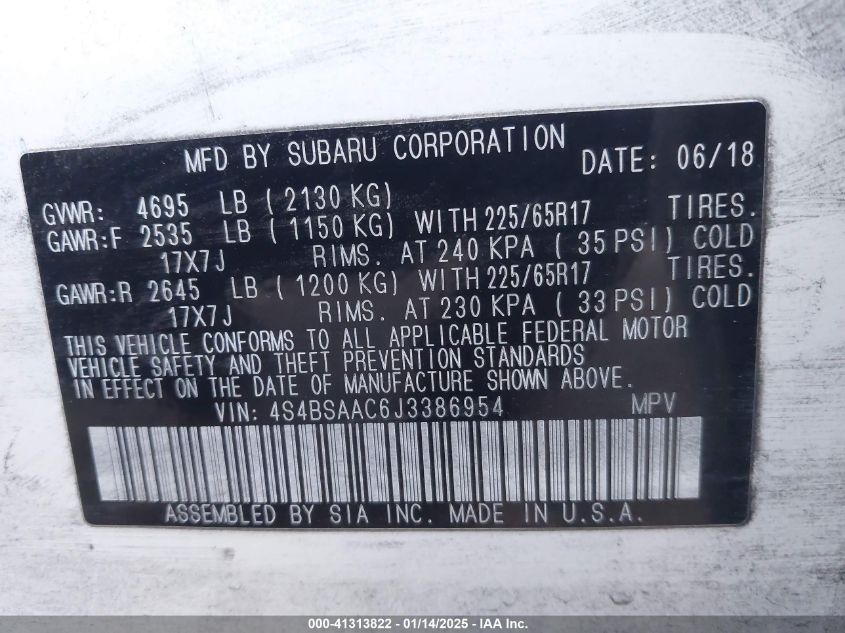 MFD BY SUBARU CORPORATION DATE: 06/18
GVWR: 4695 LB ( 2130 KG)
GAWR:F 2535 LB ( 1150 KG) WITH 225/65R17 TIRES.
17X7J RIMS. AT 240 KPA ( 35 PSI) COLD
GAWR:R 2645 LB ( 1200 KG) WITH 225/65R17 TIRES.
17X7J RIMS. AT 230 KPA ( 33 PSI) COLD
THIS VEHICLE CONFORMS TO ALL APPLICABLE FEDERAL MOTOR
VEHICLE SAFETY AND THEFT PREVENTION STANDARDS
IN EFFECT ON THE DATE OF MANUFACTURE SHOWN ABOVE.
VIN: 4S4BSAAC6J3386954 MPV
ASSEMBLED BY SIA INC. MADE IN U.S.A.
000-41313822 - 01/14/2025 - IAA Inc.